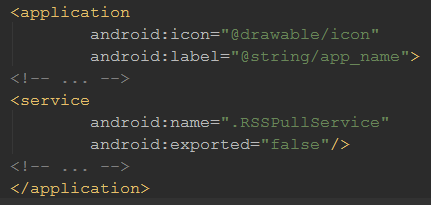 <application
android:icon="@drawable/icon"
android:label="@string/app_name">
<!-- ... -->
<service
android:name=".RSSPullService"
android:exported="false"/>
<!-- ... -->
</application>